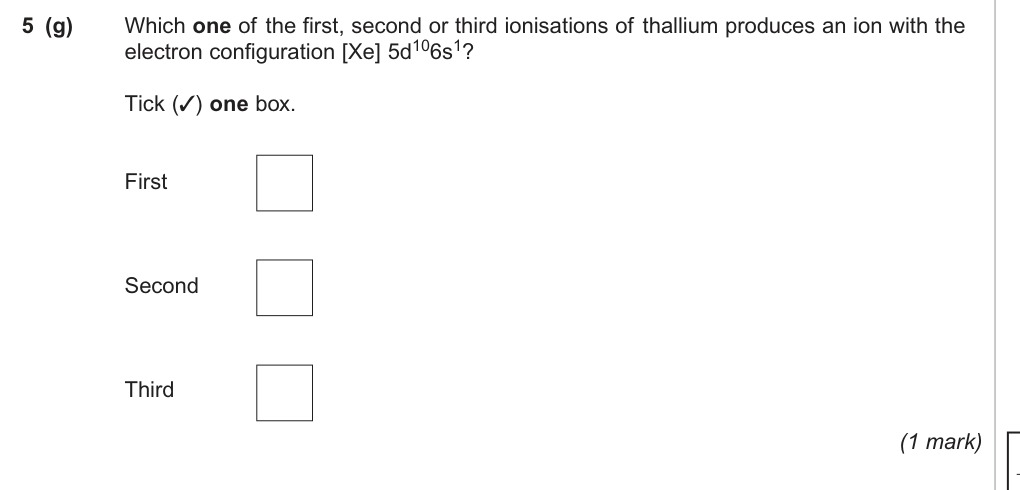 5 (g) Which one of the first, second or third ionisations of thallium produces an ion with the
electron configuration [Xe] 5d¹⁰6s¹?
Tick (✓) one box.
First
Second
Third
(1 mark)